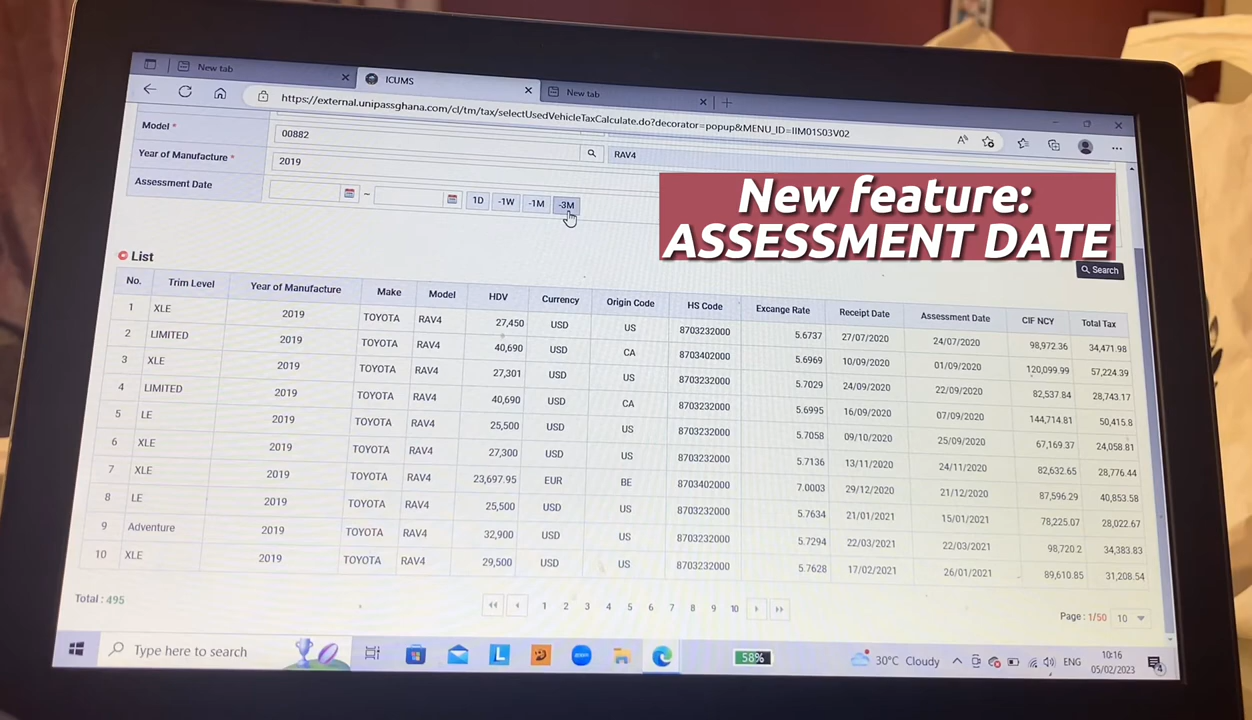 New tab
ICUMS
New tab
https://external.unipassghana.com/cl/tm/tax/selectUsedVehicleTaxCalculate.do?decorator=popup&MENU_ID=IIM01S03V02
Model * 00882 RAV4
Year of Manufacture * 2019
Assessment Date ~ 1D -1W -1M -3M
New feature:
ASSESSMENT DATE
Search
List
No. Trim Level Year of Manufacture Make Model HDV Currency Origin Code HS Code Excange Rate Receipt Date Assessment Date CIF NCY Total Tax
1 XLE 2019 TOYOTA RAV4 27,450 USD US 8703232000 5.6737 27/07/2020 24/07/2020 98,972.36 34,471.98
2 LIMITED 2019 TOYOTA RAV4 40,690 USD CA 8703402000 5.6969 10/09/2020 01/09/2020 120,099.99 57,224.39
3 XLE 2019 TOYOTA RAV4 27,301 USD US 8703232000 5.7029 24/09/2020 22/09/2020 82,537.84 28,743.17
4 LIMITED 2019 TOYOTA RAV4 40,690 USD CA 8703232000 5.6995 16/09/2020 07/09/2020 144,714.81 50,415.8
5 LE 2019 TOYOTA RAV4 25,500 USD US 8703232000 5.7058 09/10/2020 25/09/2020 67,169.37 24,058.81
6 XLE 2019 TOYOTA RAV4 27,300 USD US 8703232000 5.7136 13/11/2020 24/11/2020 82,632.65 28,776.44
7 XLE 2019 TOYOTA RAV4 23,697.95 EUR BE 8703402000 7.0003 29/12/2020 21/12/2020 87,596.29 40,853.58
8 LE 2019 TOYOTA RAV4 25,500 USD US 8703232000 5.7634 21/01/2021 15/01/2021 78,225.07 28,022.67
9 Adventure 2019 TOYOTA RAV4 32,900 USD US 8703232000 5.7294 22/03/2021 22/03/2021 98,720.2 34,383.83
10 XLE 2019 TOYOTA RAV4 29,500 USD US 8703232000 5.7628 17/02/2021 26/01/2021 89,610.85 31,208.54
Total : 495 1 2 3 4 5 6 7 8 9 10 Page : 1/50 10
Type here to search L zoom 58% 30°C Cloudy ENG 10:16
05/02/2023 4